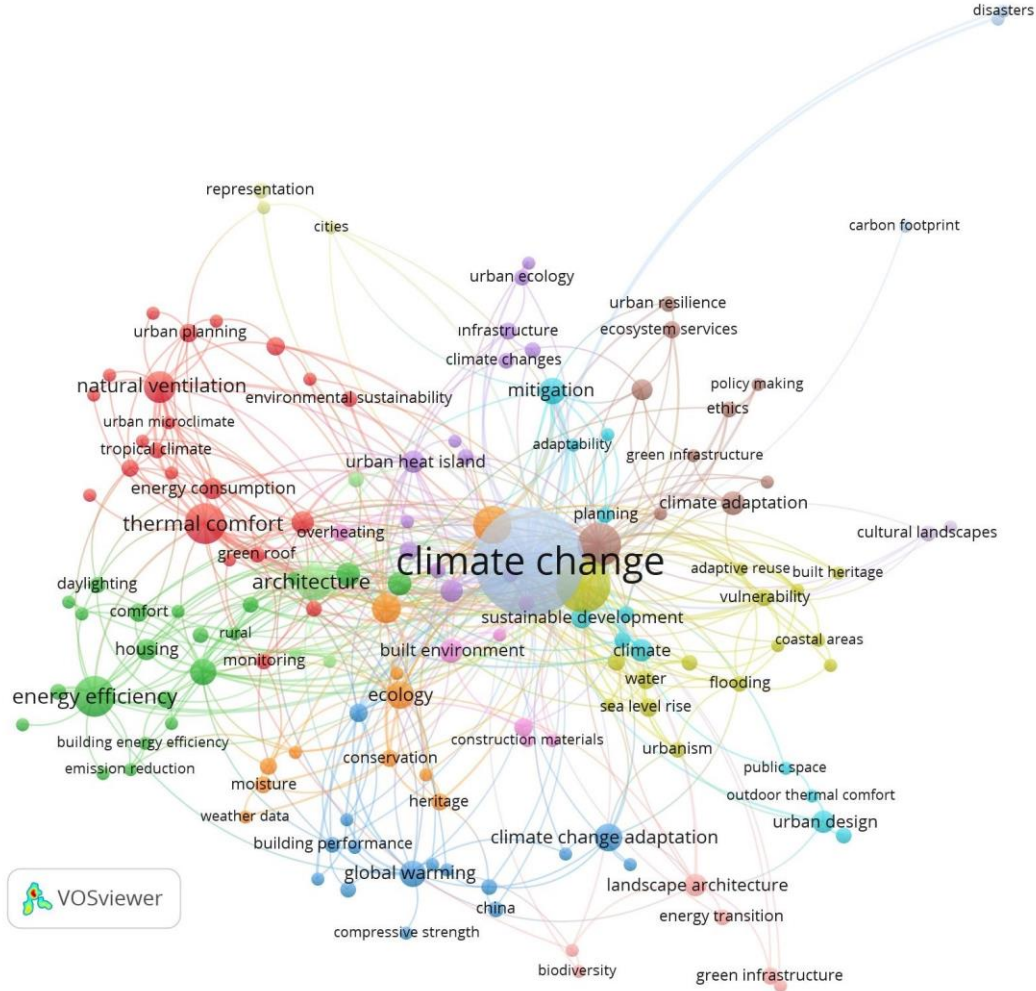 disasters
representation
cities
carbon footprint
urban ecology
urban resilience
infrastructure
ecosystem services
urban planning
climate changes
natural ventilation
environmental sustainability
mitigation
policy making
ethics
urban microclimate
tropical climate
adaptability
green infrastructure
urban heat island
energy consumption
climate adaptation
thermal comfort
planning
overheating
cultural landscapes
green roof
climate change
daylighting
architecture
adaptive reuse
built heritage
comfort
vulnerability
sustainable development
rural
housing
monitoring
built environment
climate
coastal areas
water
flooding
energy efficiency
ecology
sea level rise
building energy efficiency
construction materials
urbanism
emission reduction
conservation
public space
moisture
outdoor thermal comfort
heritage
weather data
urban design
building performance
climate change adaptation
global warming
landscape architecture
VOSviewer
china
energy transition
compressive strength
biodiversity
green infrastructure